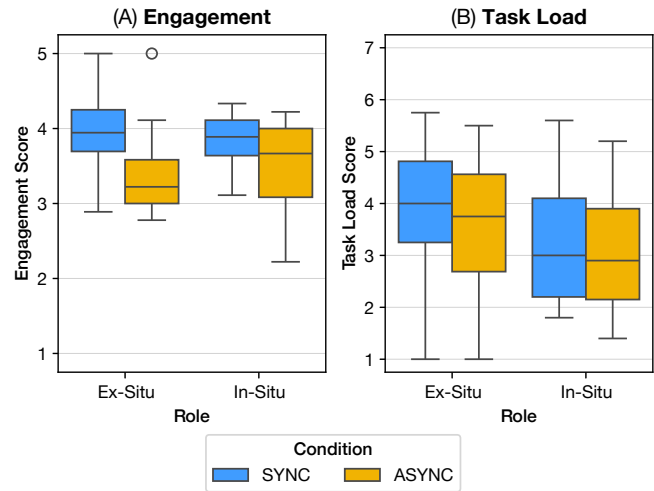 (A) Engagement
5
4
3
2
1
Engagement Score
Ex-Situ In-Situ
Role
(B) Task Load
7
6
5
4
3
2
1
Task Load Score
Ex-Situ In-Situ
Role
Condition
SYNC ASYNC